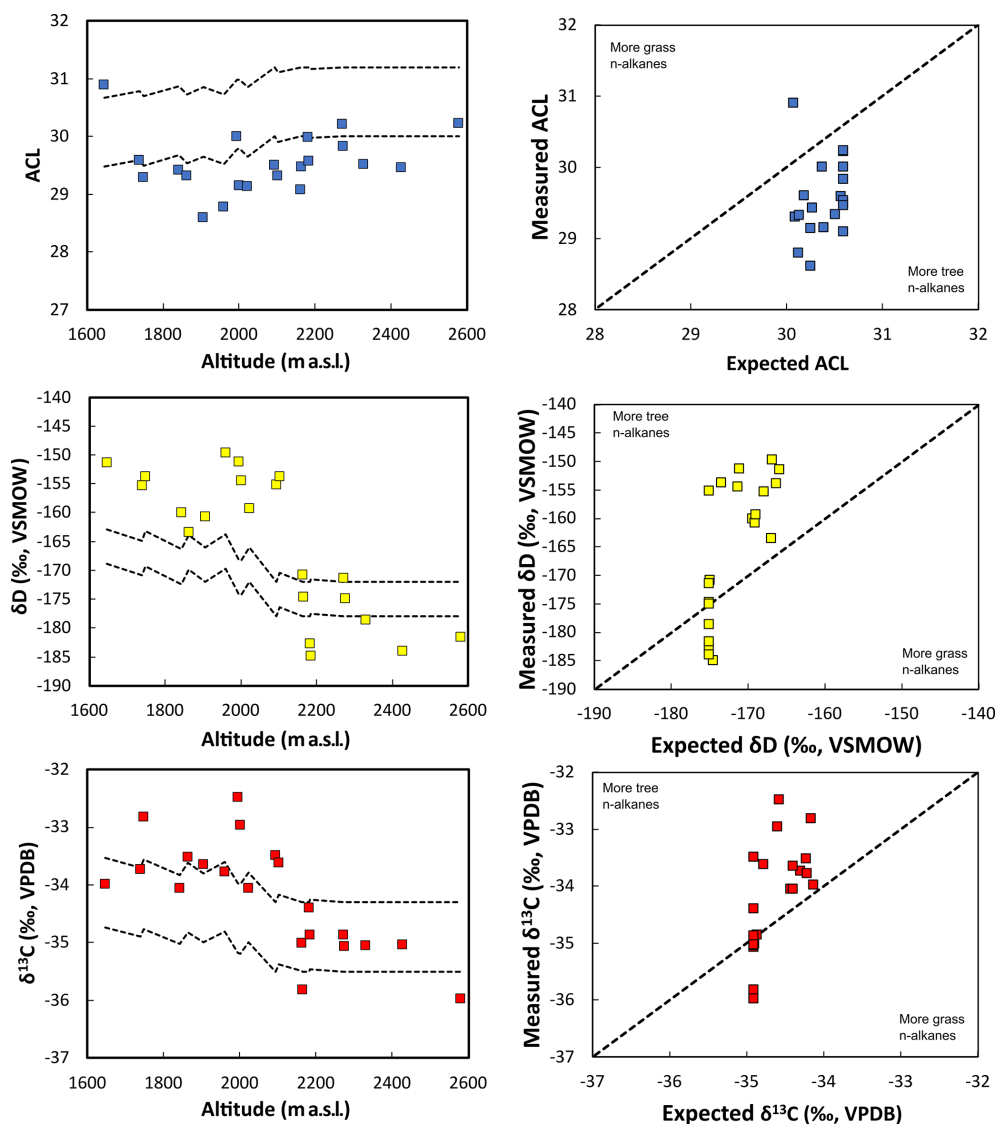 32
31
30
29
28
27
ACL
1600 1800 2000 2200 2400 2600
Altitude (m a.s.l.)
32
31
30
29
28
Measured ACL
More grass
n-alkanes
More tree
n-alkanes
28 29 30 31 32
Expected ACL
-140
-145
-150
-155
-160
-165
-170
-175
-180
-185
-190
δD (‰, VSMOW)
1600 1800 2000 2200 2400 2600
Altitude (m a.s.l.)
-140
-145
-150
-155
-160
-165
-170
-175
-180
-185
-190
Measured δD (‰, VSMOW)
More tree
n-alkanes
More grass
n-alkanes
-190 -180 -170 -160 -150 -140
Expected δD (‰, VSMOW)
-32
-33
-34
-35
-36
-37
δ¹³C (‰, VPDB)
1600 1800 2000 2200 2400 2600
Altitude (m a.s.l.)
-32
-33
-34
-35
-36
-37
Measured δ¹³C (‰, VPDB)
More tree
n-alkanes
More grass
n-alkanes
-37 -36 -35 -34 -33 -32
Expected δ¹³C (‰, VPDB)